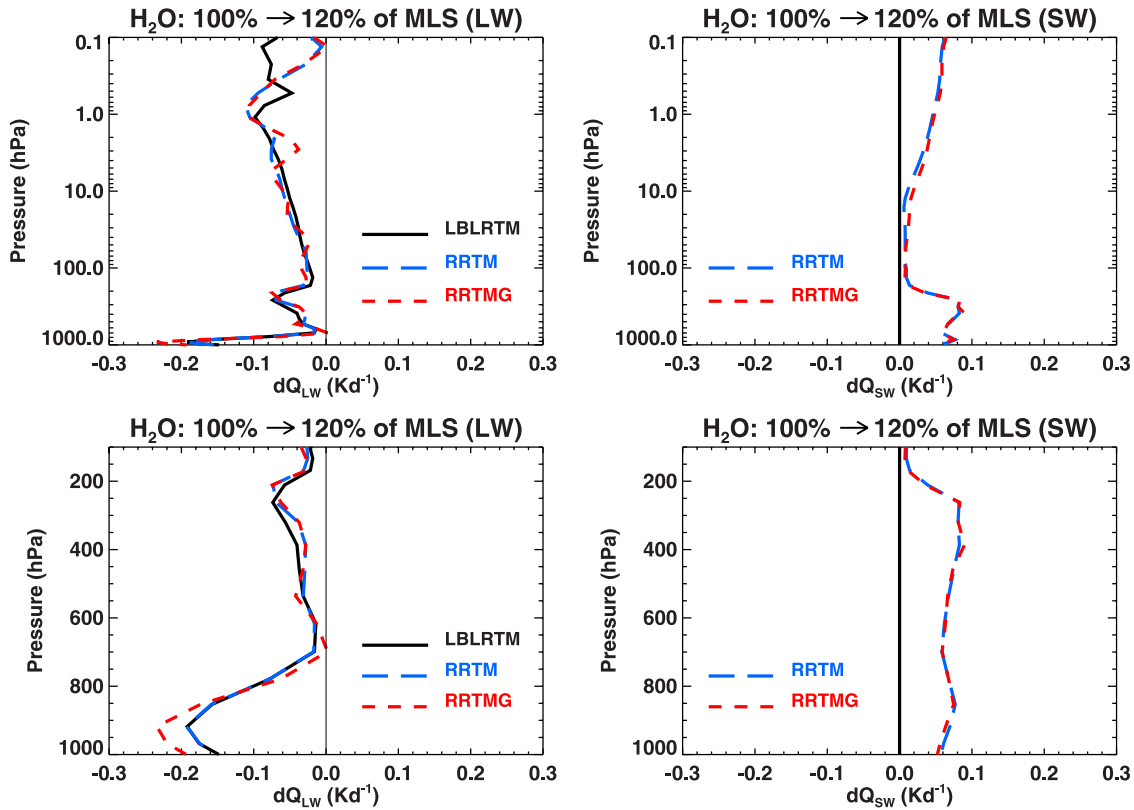 H₂O: 100% → 120% of MLS (LW)
0.1
1.0
10.0
100.0
1000.0
Pressure (hPa)
LBLRTM
RRTM
RRTMG
-0.3 -0.2 -0.1 0.0 0.1 0.2 0.3
dQ_LW (Kd⁻¹)
H₂O: 100% → 120% of MLS (SW)
0.1
1.0
10.0
100.0
1000.0
Pressure (hPa)
RRTM
RRTMG
-0.3 -0.2 -0.1 0.0 0.1 0.2 0.3
dQ_SW (Kd⁻¹)
H₂O: 100% → 120% of MLS (LW)
200
400
600
800
1000
Pressure (hPa)
LBLRTM
RRTM
RRTMG
-0.3 -0.2 -0.1 0.0 0.1 0.2 0.3
dQ_LW (Kd⁻¹)
H₂O: 100% → 120% of MLS (SW)
200
400
600
800
1000
Pressure (hPa)
RRTM
RRTMG
-0.3 -0.2 -0.1 0.0 0.1 0.2 0.3
dQ_SW (Kd⁻¹)